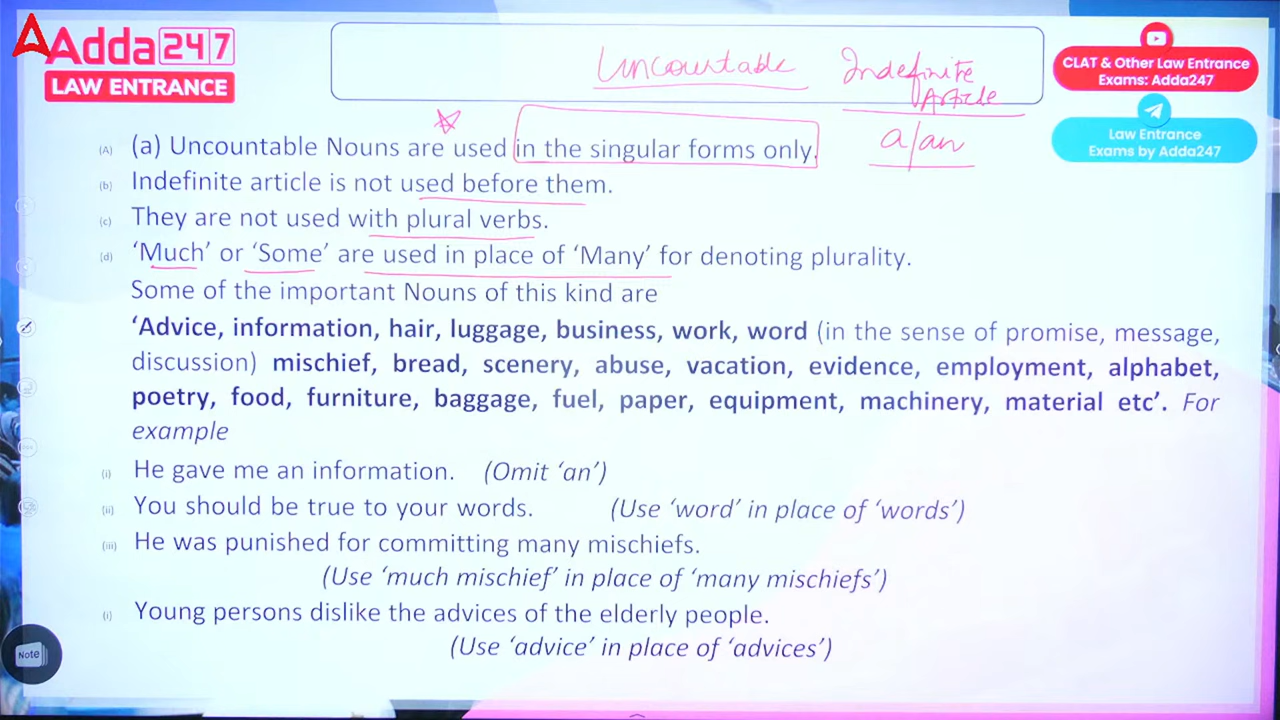 Adda247
LAW ENTRANCE
Uncountable
Indefinite
Article
a/an
CLAT & Other Law Entrance
Exams: Adda247
Law Entrance
Exams by Adda247
(A) (a) Uncountable Nouns are used in the singular forms only.
(b) Indefinite article is not used before them.
(c) They are not used with plural verbs.
(d) ‘Much’ or ‘Some’ are used in place of ‘Many’ for denoting plurality.
Some of the important Nouns of this kind are
‘Advice, information, hair, luggage, business, work, word (in the sense of promise, message,
discussion) mischief, bread, scenery, abuse, vacation, evidence, employment, alphabet,
poetry, food, furniture, baggage, fuel, paper, equipment, machinery, material etc’. For
example
(i) He gave me an information. (Omit ‘an’)
(ii) You should be true to your words. (Use ‘word’ in place of ‘words’)
(iii) He was punished for committing many mischiefs.
(Use ‘much mischief’ in place of ‘many mischiefs’)
(i) Young persons dislike the advices of the elderly people.
(Use ‘advice’ in place of ‘advices’)
Note